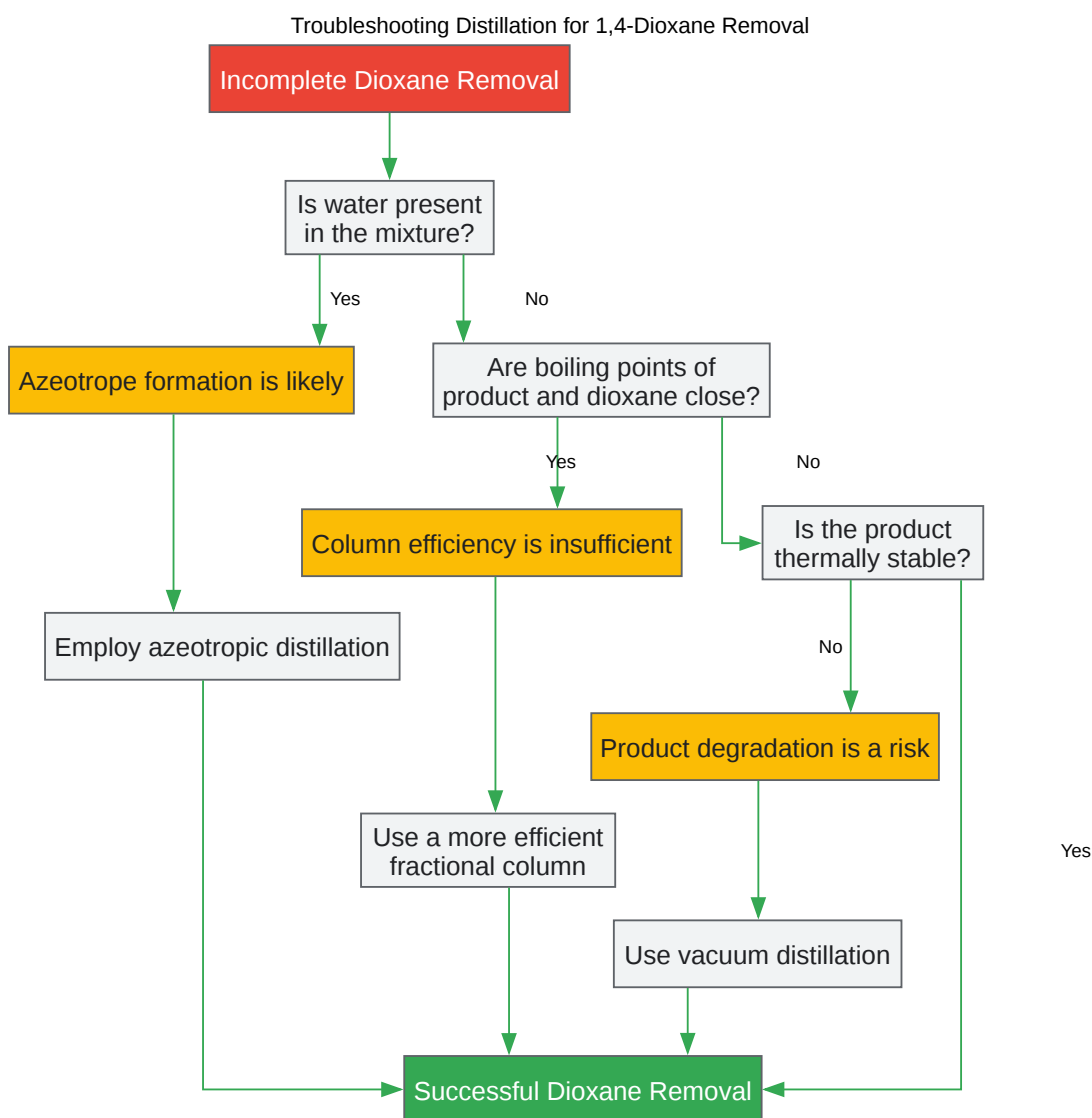 Troubleshooting Distillation for 1,4-Dioxane Removal
Incomplete Dioxane Removal
Is water present
in the mixture?
Yes
No
Azeotrope formation is likely
Are boiling points of
product and dioxane close?
Yes
No
Column efficiency is insufficient
Is the product
thermally stable?
Employ azeotropic distillation
No
Product degradation is a risk
Use a more efficient
fractional column
Yes
Use vacuum distillation
Successful Dioxane Removal